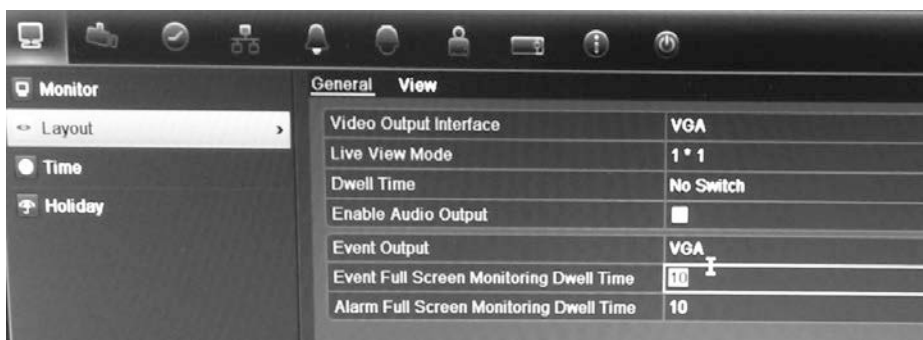 Monitor
Layout
Time
Holiday
General View
Video Output Interface VGA
Live View Mode 1 * 1
Dwell Time No Switch
Enable Audio Output
Event Output VGA
Event Full Screen Monitoring Dwell Time 10
Alarm Full Screen Monitoring Dwell Time 10